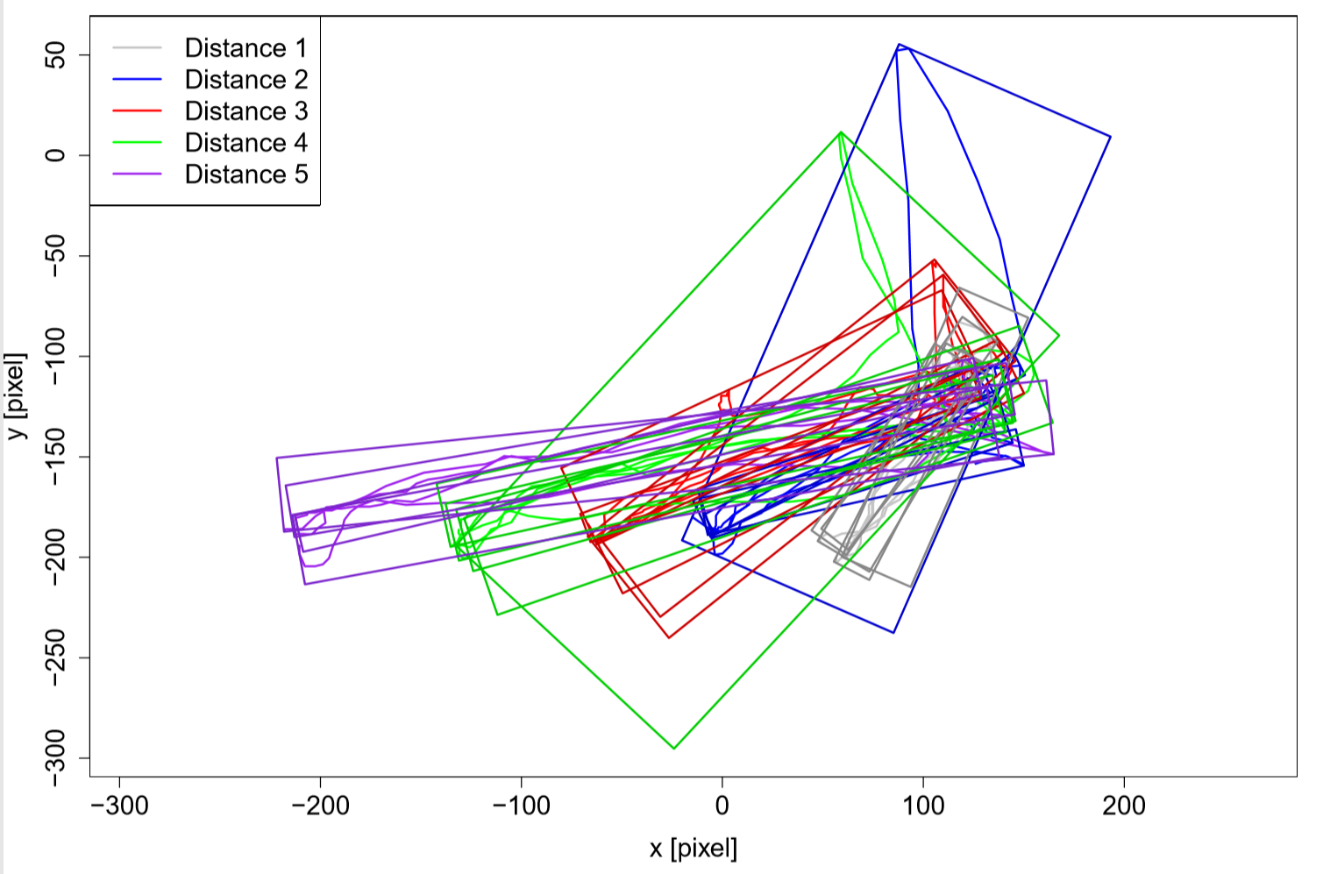 Distance 1
Distance 2
Distance 3
Distance 4
Distance 5
50
0
−50
−100
−150
−200
−250
−300
y [pixel]
−300 −200 −100 0 100 200
x [pixel]